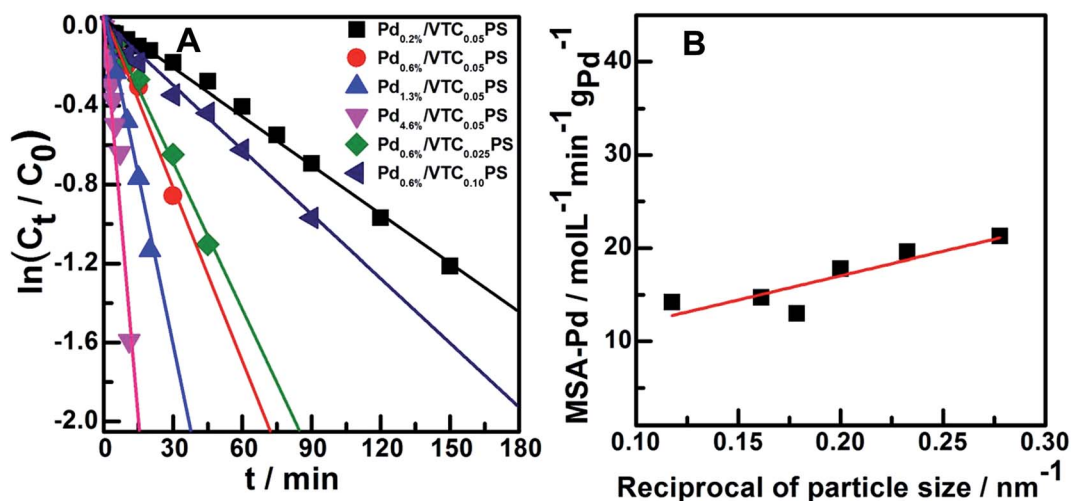 A
Pd0.2%/VTC0.05PS
Pd0.6%/VTC0.05PS
Pd1.3%/VTC0.05PS
Pd4.6%/VTC0.05PS
Pd0.6%/VTC0.025PS
Pd0.6%/VTC0.10PS
ln(Ct / C0)
0.0
-0.4
-0.8
-1.2
-1.6
-2.0
0 30 60 90 120 150 180
t / min
B
MSA-Pd / molL-1min-1gPd-1
40
30
20
10
0.10 0.15 0.20 0.25 0.30
Reciprocal of particle size / nm-1